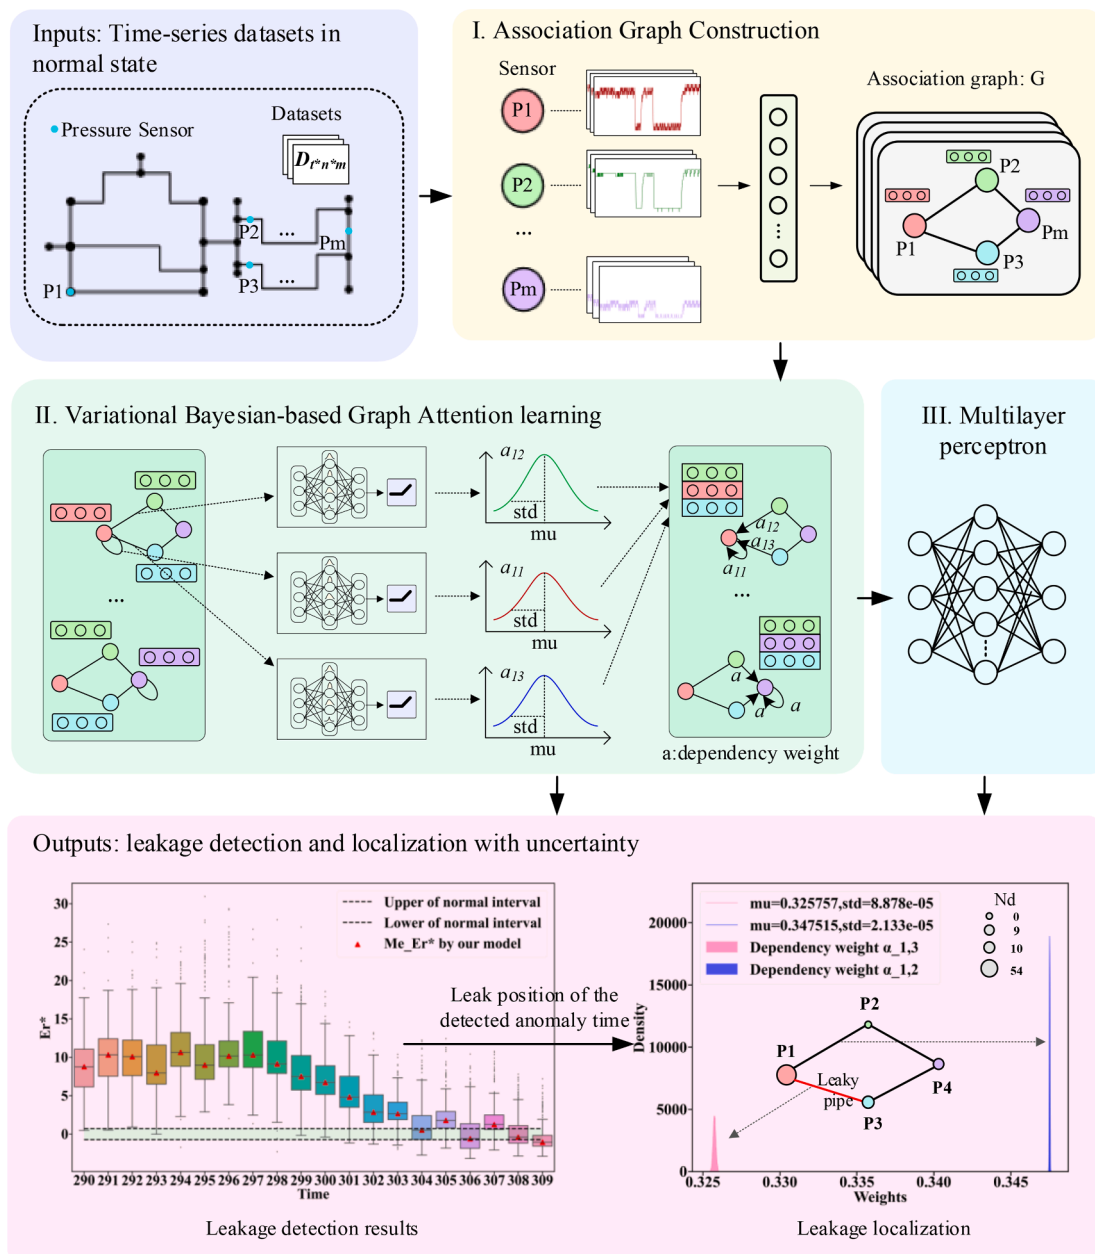 Inputs: Time-series datasets in
normal state
Pressure Sensor
Datasets
D t*n*m
P2
...
Pm
P3
...
P1
I. Association Graph Construction
Sensor
Association graph: G
P1
P2
...
Pm
P2
P1
Pm
P3
II. Variational Bayesian-based Graph Attention learning
...
a12
std
mu
a11
std
mu
a13
std
mu
a12
a13
a11
...
a
a
a
a:dependency weight
III. Multilayer
perceptron
Outputs: leakage detection and localization with uncertainty
Upper of normal interval
Lower of normal interval
Me_Er* by our model
Er*
30
25
20
15
10
5
0
290 291 292 293 294 295 296 297 298 299 300 301 302 303 304 305 306 307 308 309
Time
Leakage detection results
Leak position of the
detected anomaly time
mu=0.325757,std=8.878e-05
mu=0.347515,std=2.133e-05
Dependency weight α_1,3
Dependency weight α_1,2
Nd
0
9
10
54
Density
20000
15000
10000
5000
0
P2
P1
P4
Leaky
pipe
P3
0.325 0.330 0.335 0.340 0.345
Weights
Leakage localization